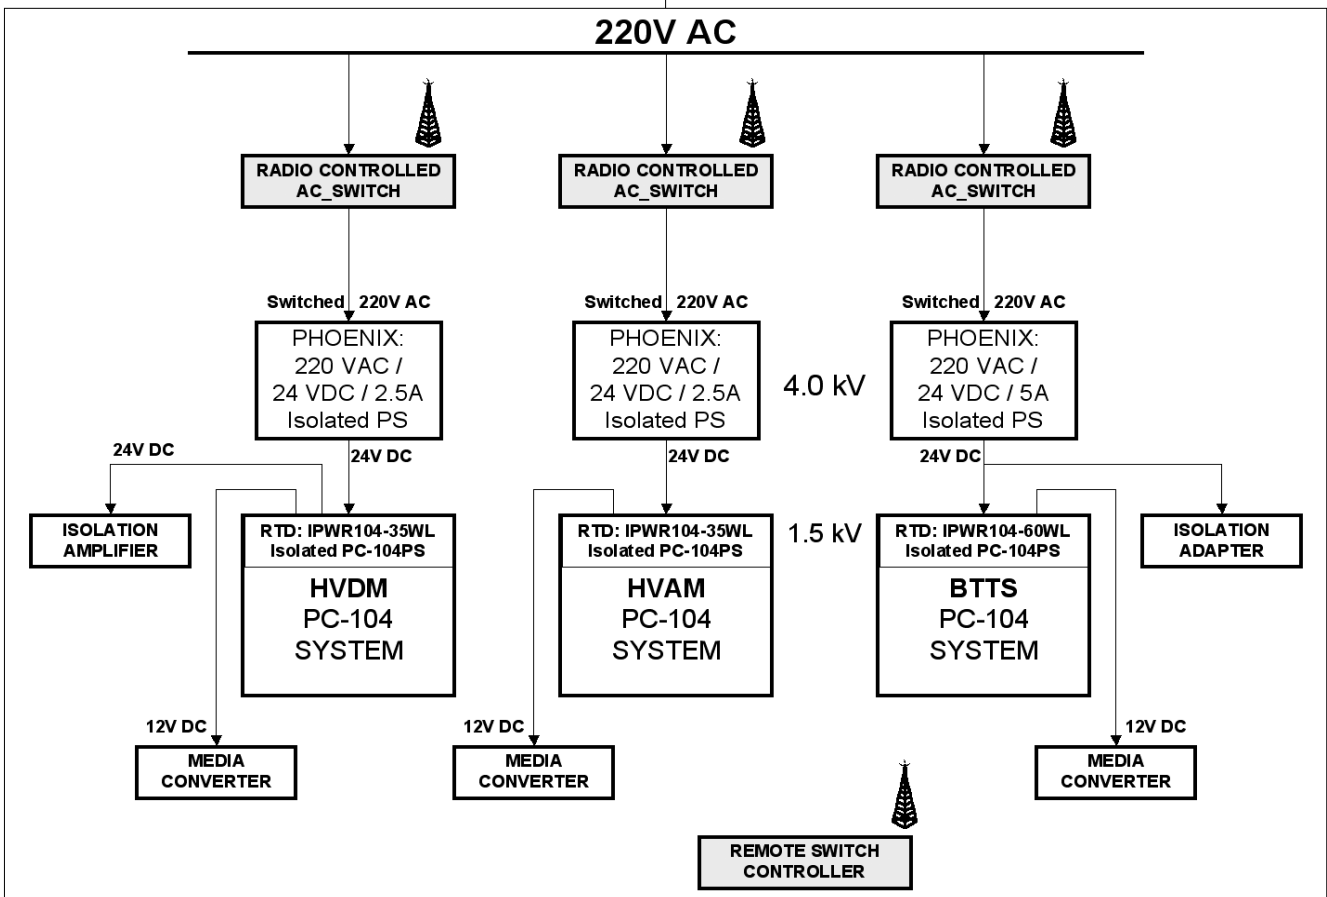 220V AC
RADIO CONTROLLED
AC_SWITCH
RADIO CONTROLLED
AC_SWITCH
RADIO CONTROLLED
AC_SWITCH
Switched 220V AC
Switched 220V AC
Switched 220V AC
PHOENIX:
220 VAC /
24 VDC / 2.5A
Isolated PS
PHOENIX:
220 VAC /
24 VDC / 2.5A
Isolated PS
4.0 kV
PHOENIX:
220 VAC /
24 VDC / 5A
Isolated PS
24V DC
24V DC
24V DC
24V DC
ISOLATION
AMPLIFIER
RTD: IPWR104-35WL
Isolated PC-104PS
HVDM
PC-104
SYSTEM
RTD: IPWR104-35WL
Isolated PC-104PS
HVAM
PC-104
SYSTEM
1.5 kV
RTD: IPWR104-60WL
Isolated PC-104PS
BTTS
PC-104
SYSTEM
ISOLATION
ADAPTER
12V DC
12V DC
12V DC
MEDIA
CONVERTER
MEDIA
CONVERTER
MEDIA
CONVERTER
REMOTE SWITCH
CONTROLLER